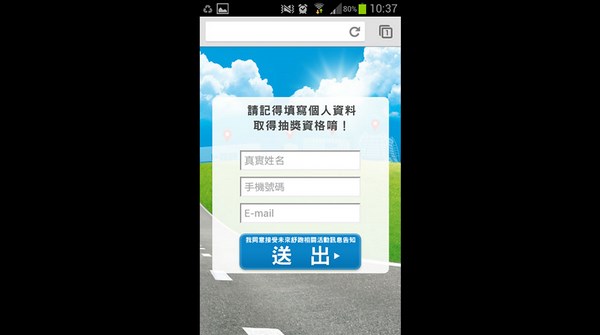 80% 10:37
1
請記得填寫個人資料
取得抽獎資格唷！
真實姓名
手機號碼
E-mail
我同意接受未來舒跑相關活動訊息告知
送出